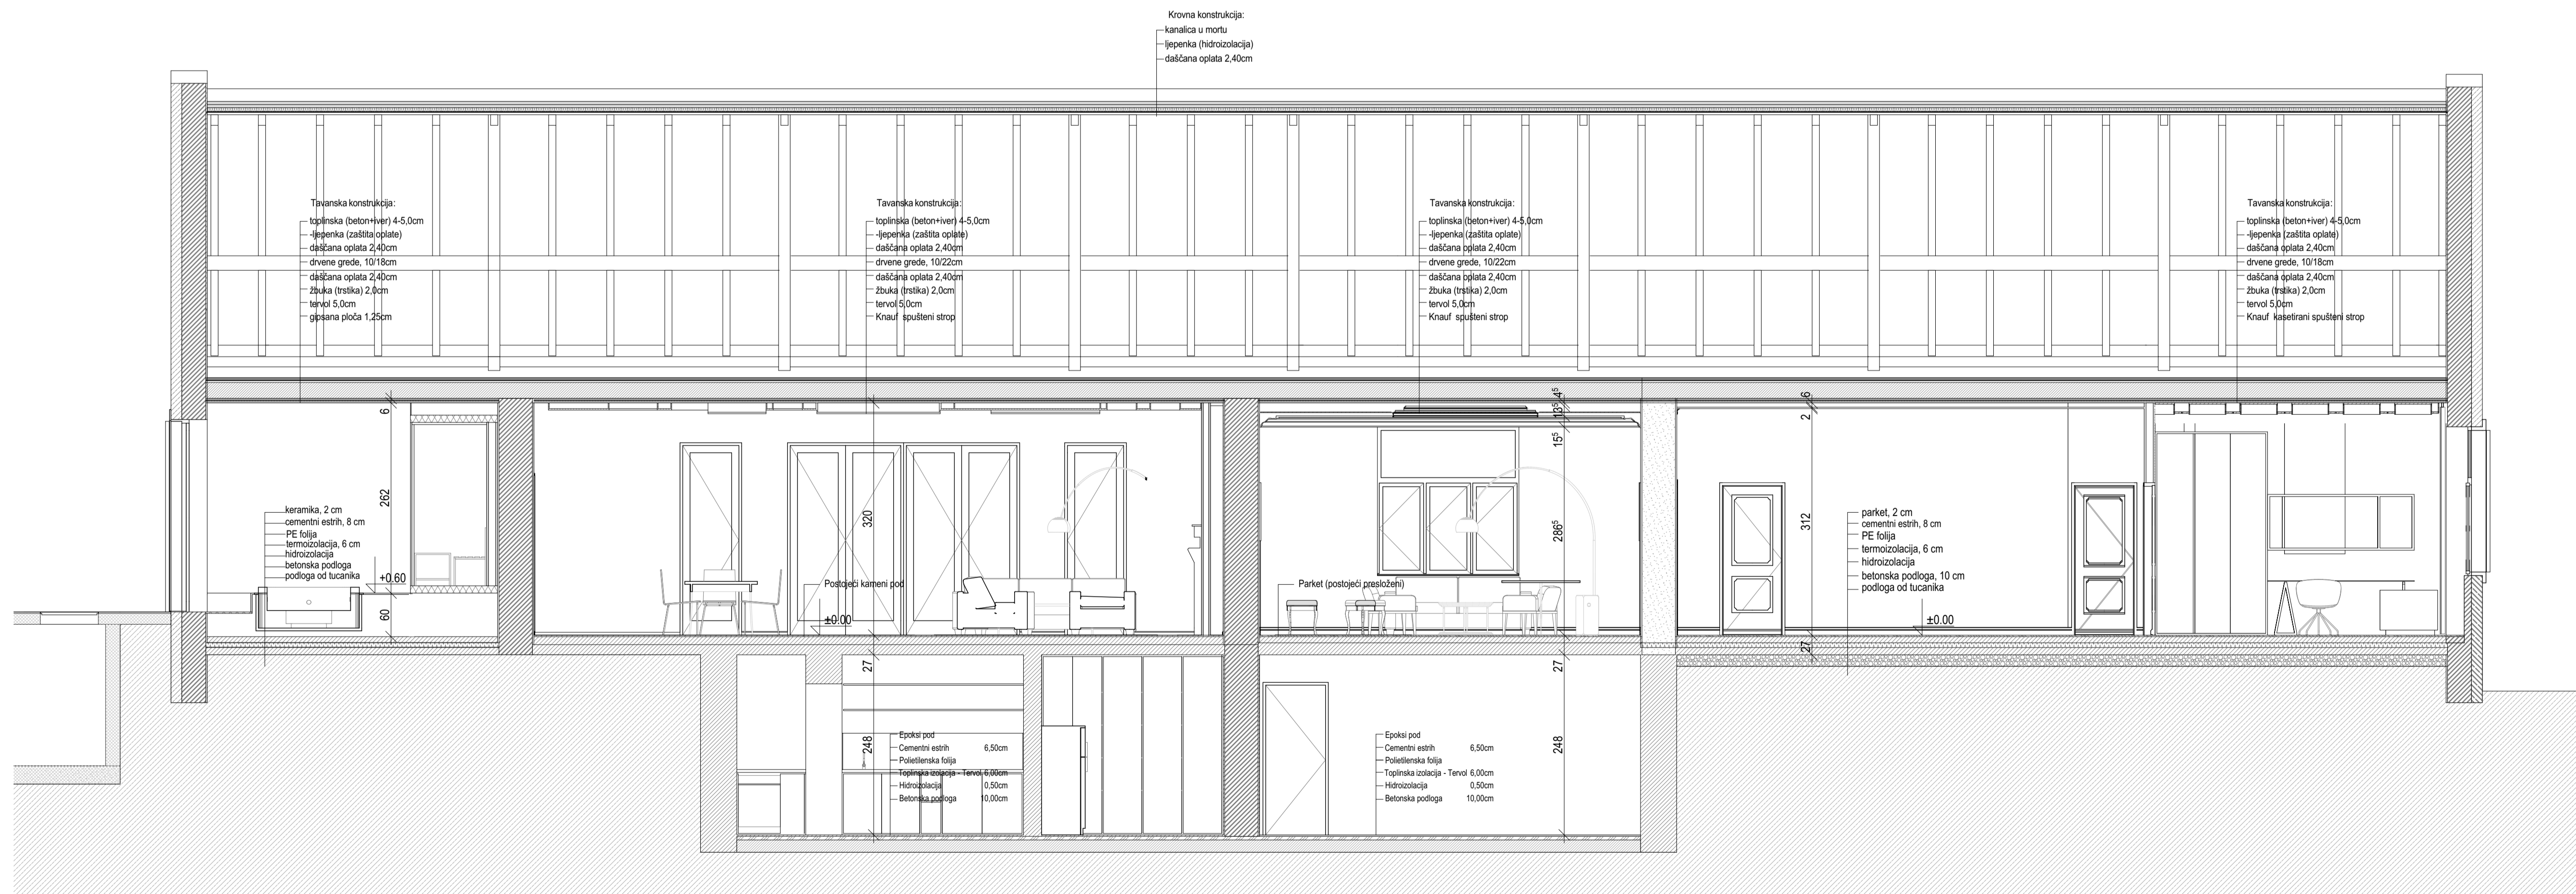 Krovna konstrukcija:
kanalica u mortu
ljepenka (hidroizolacija)
daščana oplata 2,40cm
Tavanska konstrukcija:
toplinska (beton+iver) 4-5,0cm
-ljepenka (zaštita oplate)
daščana oplata 2,40cm
drvene grede, 10/18cm
daščana oplata 2,40cm
žbuka (trstika) 2,0cm
tervol 5,0cm
gipsana ploča 1,25cm
Tavanska konstrukcija:
toplinska (beton+iver) 4-5,0cm
-ljepenka (zaštita oplate)
daščana oplata 2,40cm
drvene grede, 10/22cm
daščana oplata 2,40cm
žbuka (trstika) 2,0cm
tervol 5,0cm
Knauf spušteni strop
Tavanska konstrukcija:
toplinska (beton+iver) 4-5,0cm
-ljepenka (zaštita oplate)
daščana oplata 2,40cm
drvene grede, 10/22cm
daščana oplata 2,40cm
žbuka (trstika) 2,0cm
tervol 5,0cm
Knauf spušteni strop
Tavanska konstrukcija:
toplinska (beton+iver) 4-5,0cm
-ljepenka (zaštita oplate)
daščana oplata 2,40cm
drvene grede, 10/18cm
daščana oplata 2,40cm
žbuka (trstika) 2,0cm
tervol 5,0cm
Knauf kasetirani spušteni strop
6
262
60
keramika, 2 cm
cementni estrih, 8 cm
PE folija
termoizolacija, 6 cm
hidroizolacija
betonska podloga
podloga od tucanika
+0.60
320
Postojeći kameni pod
±0.00
4⁵
13⁵
15⁵
286⁵
Parket (postojeći presloženi)
6
2
312
27
parket, 2 cm
cementni estrih, 8 cm
PE folija
termoizolacija, 6 cm
hidroizolacija
betonska podloga, 10 cm
podloga od tucanika
±0.00
27
248
Epoksi pod
Cementni estrih 6,50cm
Polietilenska folija
Toplinska izolacija - Tervol 6,00cm
Hidroizolacija 0,50cm
Betonska podloga 10,00cm
27
248
Epoksi pod
Cementni estrih 6,50cm
Polietilenska folija
Toplinska izolacija - Tervol 6,00cm
Hidroizolacija 0,50cm
Betonska podloga 10,00cm